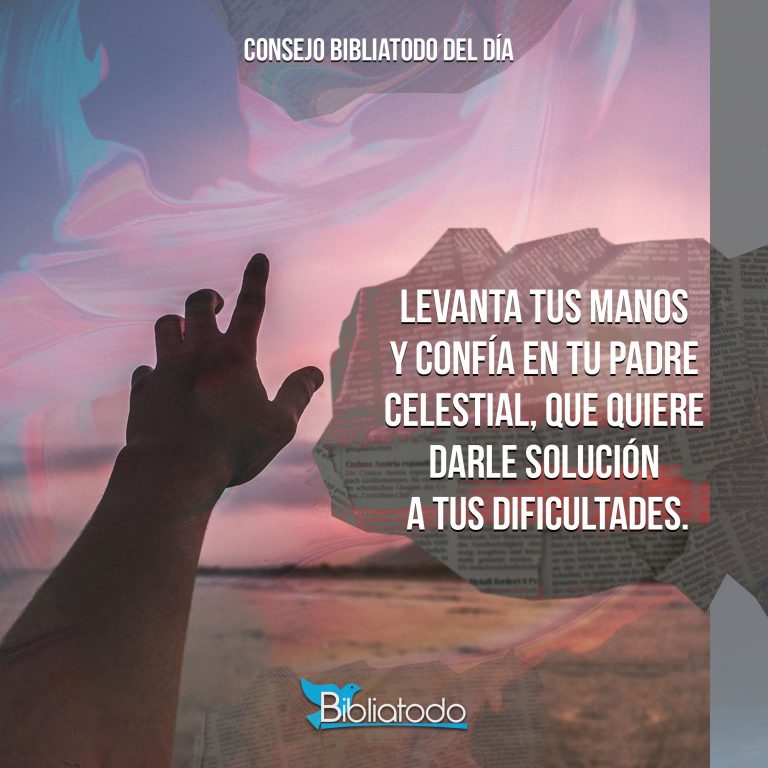 CONSEJO BIBLIATODO DEL DÍA
LEVANTA TUS MANOS
Y CONFÍA EN TU PADRE
CELESTIAL, QUE QUIERE
DARLE SOLUCIÓN
A TUS DIFICULTADES.
Bibliatodo